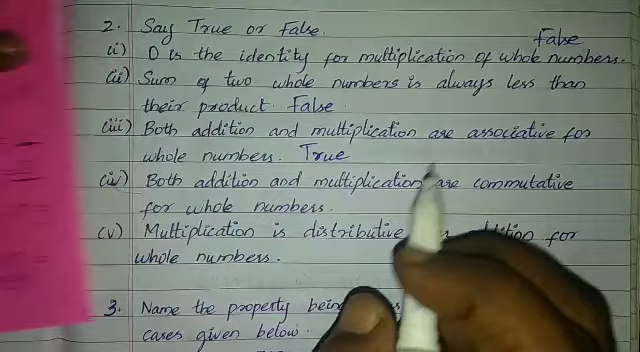 2. Say True or False.
False
(i) 0 is the identity for multiplication of whole numbers.
(ii) Sum of two whole numbers is always less than
their product. False.
(iii) Both addition and multiplication are associative for
whole numbers. True
(iv) Both addition and multiplication are commutative
for whole numbers.
(v) Multiplication is distributive addition for
whole numbers.
3. Name the property
cases given below.